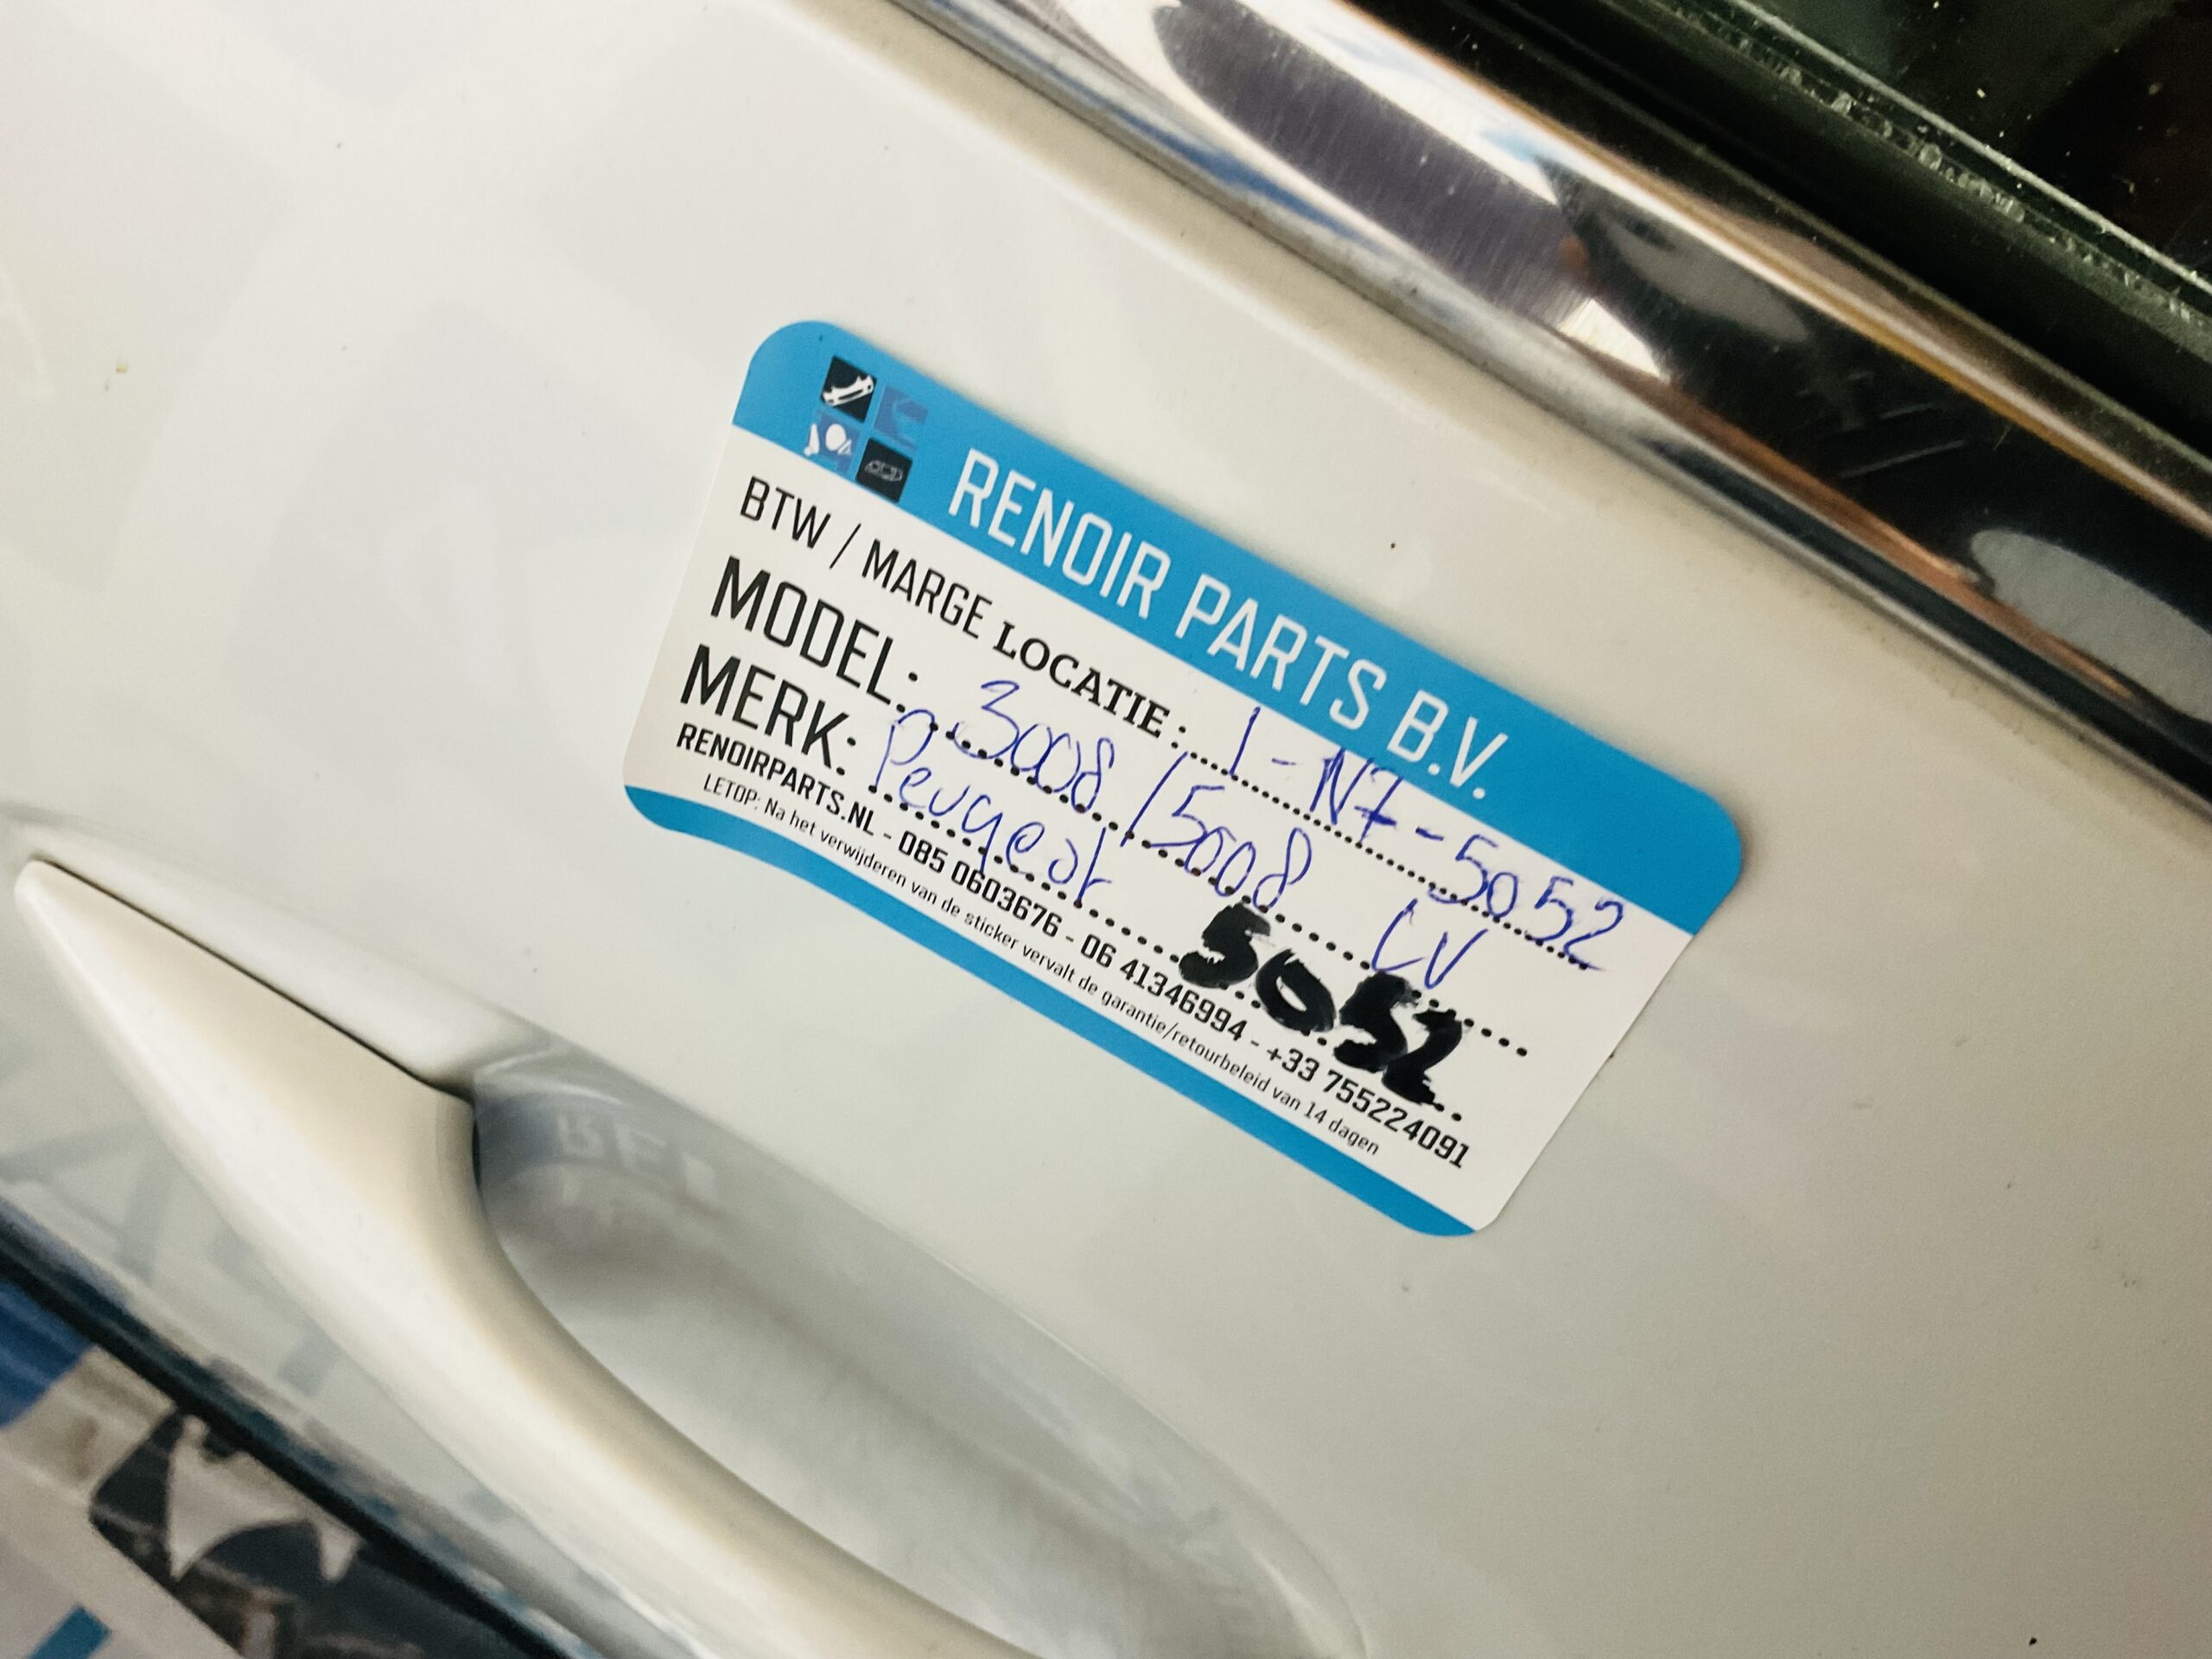 RENOIR PARTS B.V.
BTW / MARGE LOCATIE: 1-N7-5052
MODEL: 3008 / 5008 LV
MERK: Peugeot 5052
RENOIRPARTS.NL - 085 0603676 - 06 41346994 - +33 755224091
LETOP: Na het verwijderen van de sticker vervalt de garantie/retourbeleid van 14 dagen